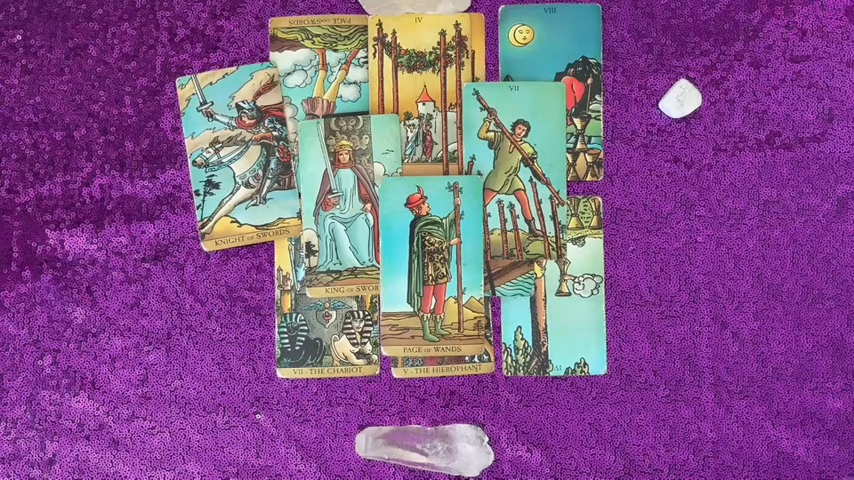 PAGE OF SWORDS
IV
VIII
VII
KNIGHT OF SWORDS
KING OF SWOR
PAGE OF WANDS
VII · THE CHARIOT
V · THE HIEROPHANT
VI